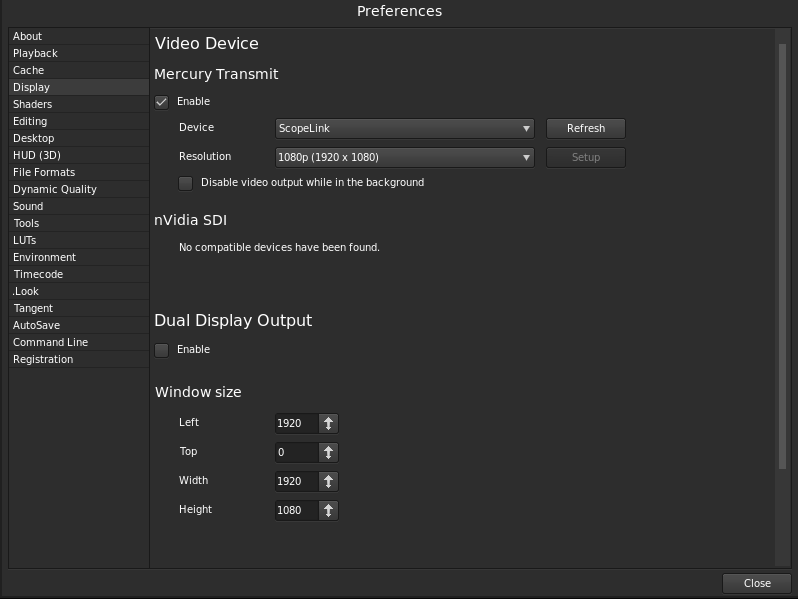 Preferences
About
Playback
Cache
Display
Shaders
Editing
Desktop
HUD (3D)
File Formats
Dynamic Quality
Sound
Tools
LUTs
Environment
Timecode
.Look
Tangent
AutoSave
Command Line
Registration
Video Device
Mercury Transmit
Enable
Device ScopeLink Refresh
Resolution 1080p (1920 x 1080) Setup
Disable video output while in the background
nVidia SDI
No compatible devices have been found.
Dual Display Output
Enable
Window size
Left 1920
Top 0
Width 1920
Height 1080
Close